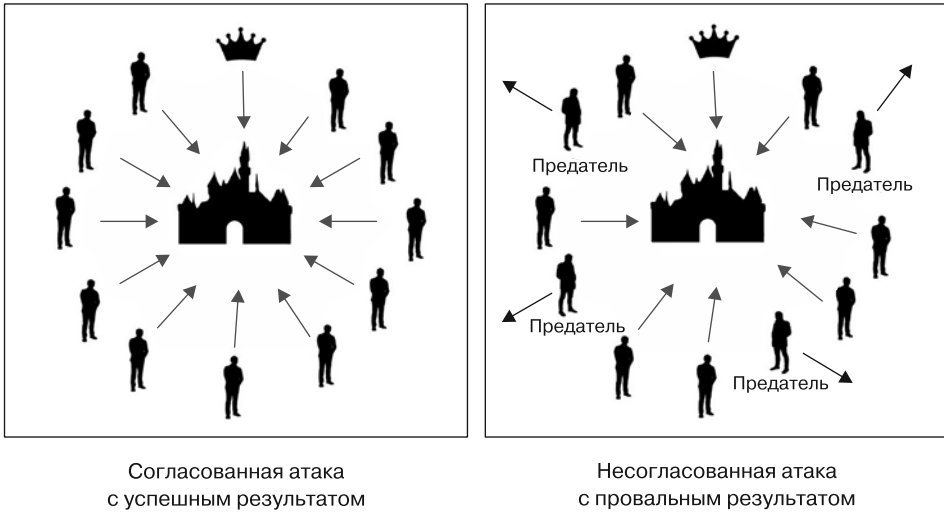 Предатель
Предатель
Предатель
Предатель
Согласованная атака
с успешным результатом
Несогласованная атака
с провальным результатом